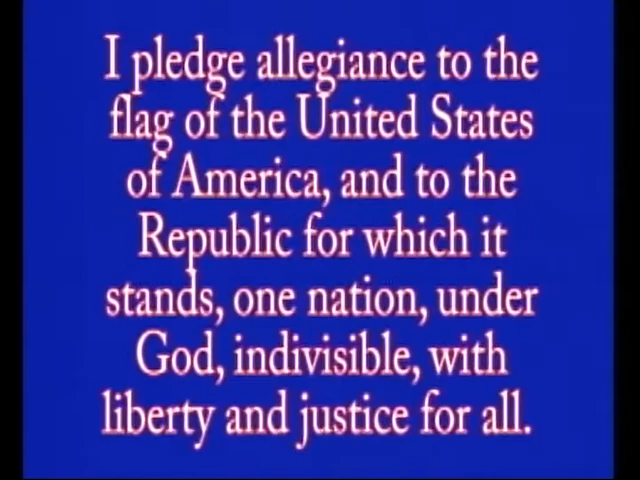 I pledge allegiance to the
flag of the United States
of America, and to the
Republic for which it
stands, one nation, under
God, indivisible, with
liberty and justice for all.